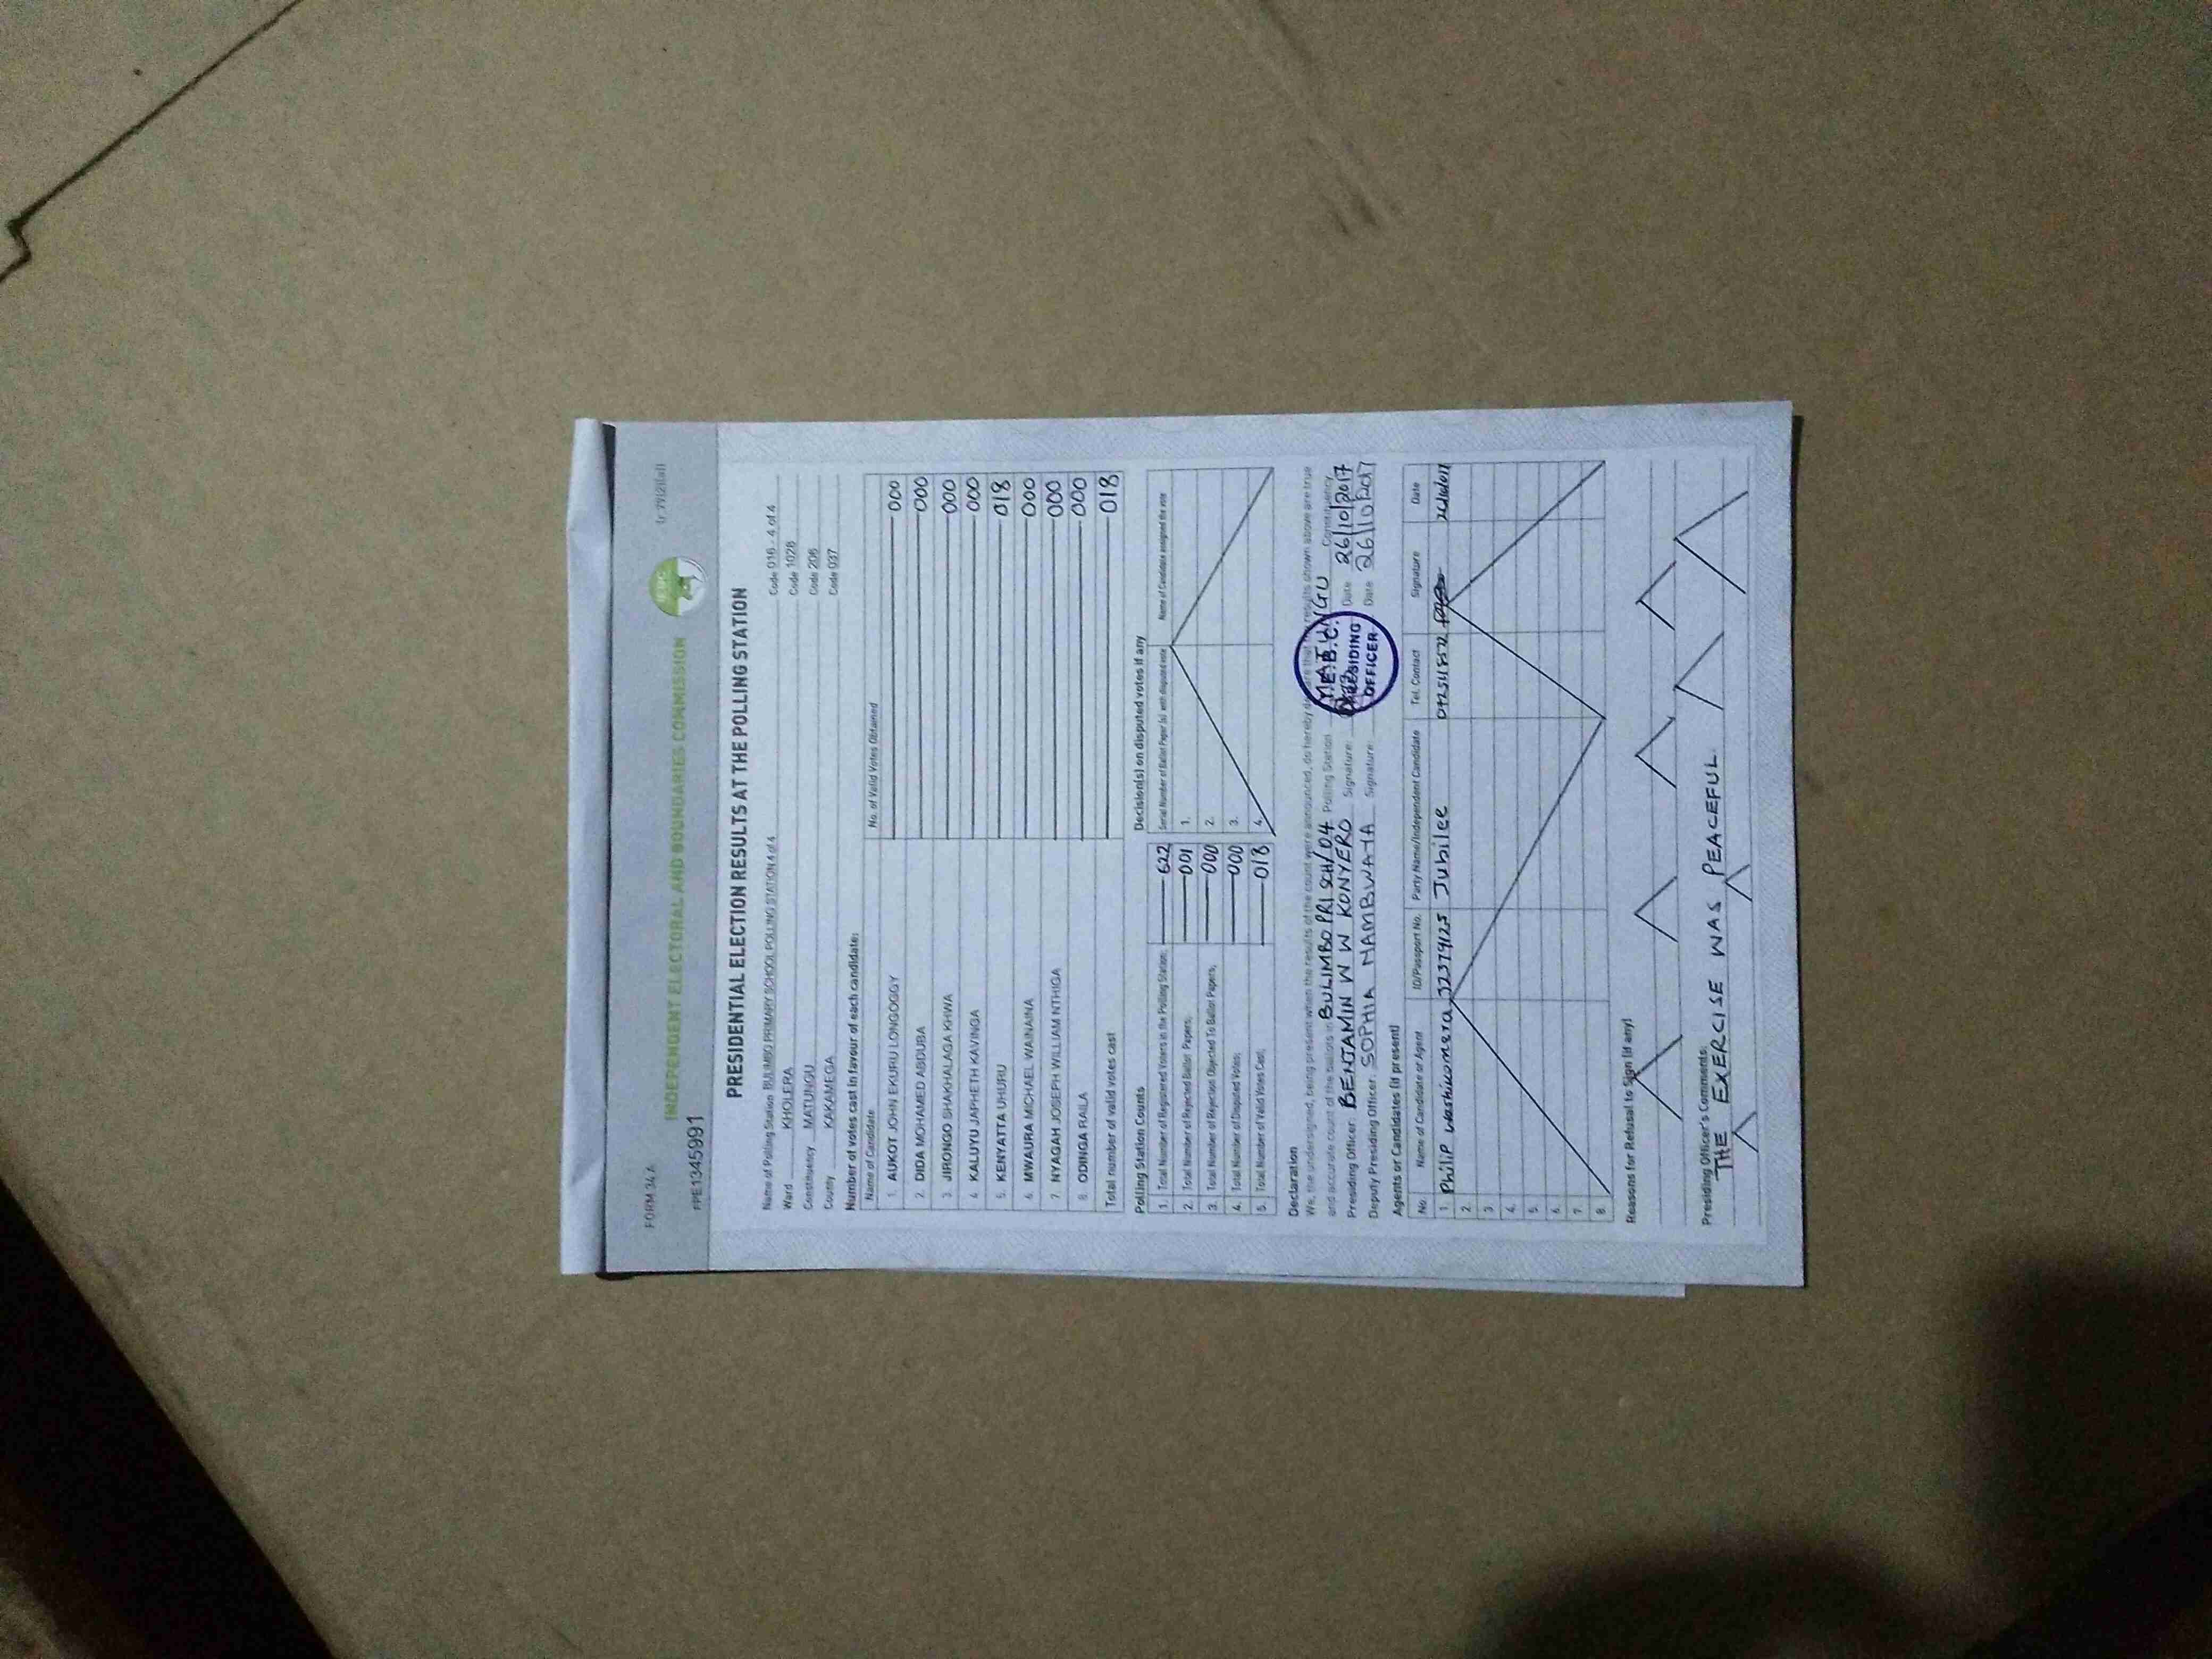 FORM 34 A
INDEPENDENT ELECTORAL AND BOUNDARIES COMMISSION
PRE1345991
PRESIDENTIAL ELECTION RESULTS AT THE POLLING STATION
Name of Polling Station BULIMBO PRIMARY SCHOOL POLLING STATION 4 of 4 Code 016 - 4 of 4
Ward KHOLERA Code 1028
Constituency MATUNGU Code 206
County KAKAMEGA Code 037
Number of votes cast in favour of each candidate:
Name of Candidate No. of Valid Votes Obtained
1. AUKOT JOHN EKURU LONGOGGY 000
2. DIDA MOHAMED ABDUBA 000
3. JIRONGO SHAKHALAGA KHWA 000
4. KALUYU JAPHETH KAVINGA 000
5. KENYATTA UHURU 018
6. MWAURA MICHAEL WAINAINA 000
7. NYAGAH JOSEPH WILLIAM NTHIGA 000
8. ODINGA RAILA 000
Total number of valid votes cast 018
Polling Station Counts
1. Total Number of Registered Voters in the Polling Station; 622
2. Total Number of Rejected Ballot Papers; 001
3. Total Number of Rejection Objected To Ballot Papers; 000
4. Total Number of Disputed Votes; 000
5. Total Number of Valid Votes Cast; 018
Decision(s) on disputed votes if any
Serial Number of Ballot Paper (s) with disputed vote Name of Candidate assigned the vote
1.
2.
3.
4.
Declaration
We, the undersigned, being present when the results of the count were announced, do hereby declare that the results shown above are true
and accurate count of the ballots in BULIMBO PRI SCH/04 Polling Station MATUNGU Constituency
Presiding Officer: BENJAMIN W W KONYERO Signature: Date 26/10/2017
Deputy Presiding Officer: SOPHIA NAMBWAYA Signature: Date 26/10/2017
I.E.B.C.
PRESIDING
OFFICER
Agents or Candidates (if present)
No. Name of Candidate or Agent ID/Passport No. Party Name/Independent Candidate Tel. Contact Signature Date
1. Philip 22379125 Jubilee
2.
3.
4.
5.
6.
7.
8.
Reasons for Refusal to Sign (if any)
Presiding Officer's Comments:
THE EXERCISE WAS PEACEFUL.